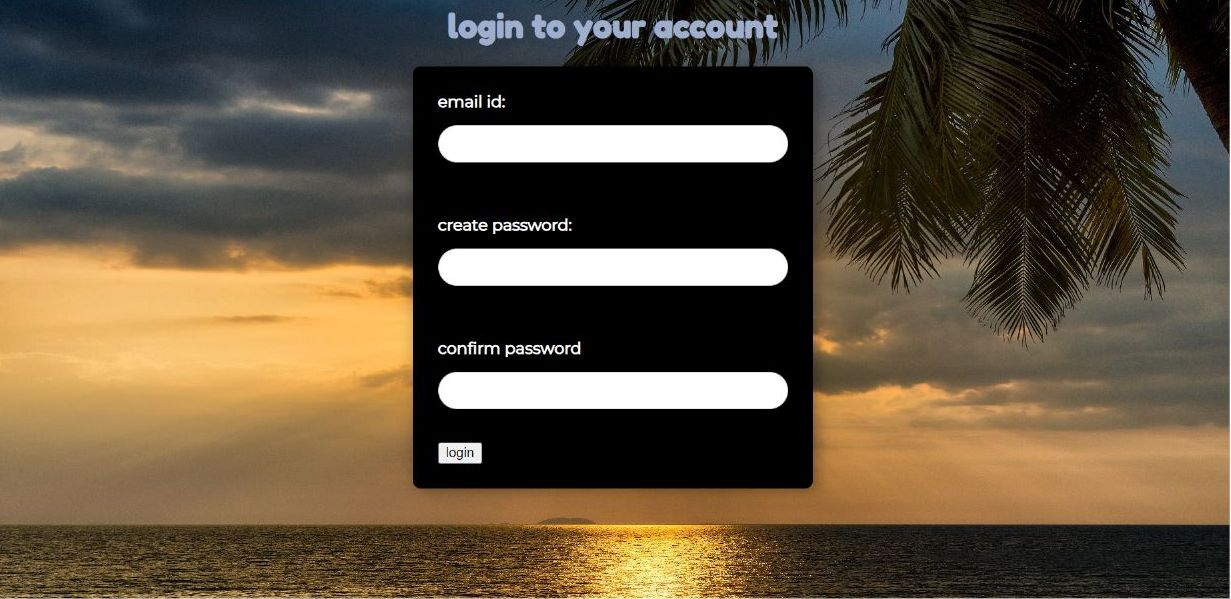 login to your account
email id:
create password:
confirm password
login